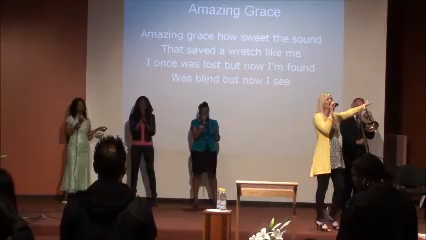 Amazing Grace
Amazing grace how sweet the sound
That saved a wretch like me
I once was lost but now I'm found
Was blind but now I see